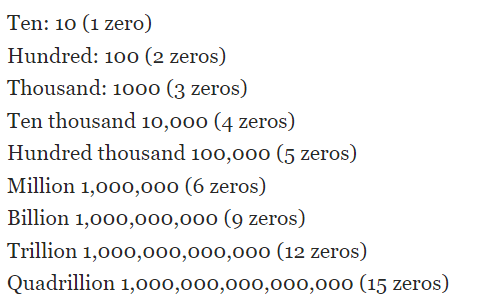 Ten: 10 (1 zero)
Hundred: 100 (2 zeros)
Thousand: 1000 (3 zeros)
Ten thousand 10,000 (4 zeros)
Hundred thousand 100,000 (5 zeros)
Million 1,000,000 (6 zeros)
Billion 1,000,000,000 (9 zeros)
Trillion 1,000,000,000,000 (12 zeros)
Quadrillion 1,000,000,000,000,000 (15 zeros)